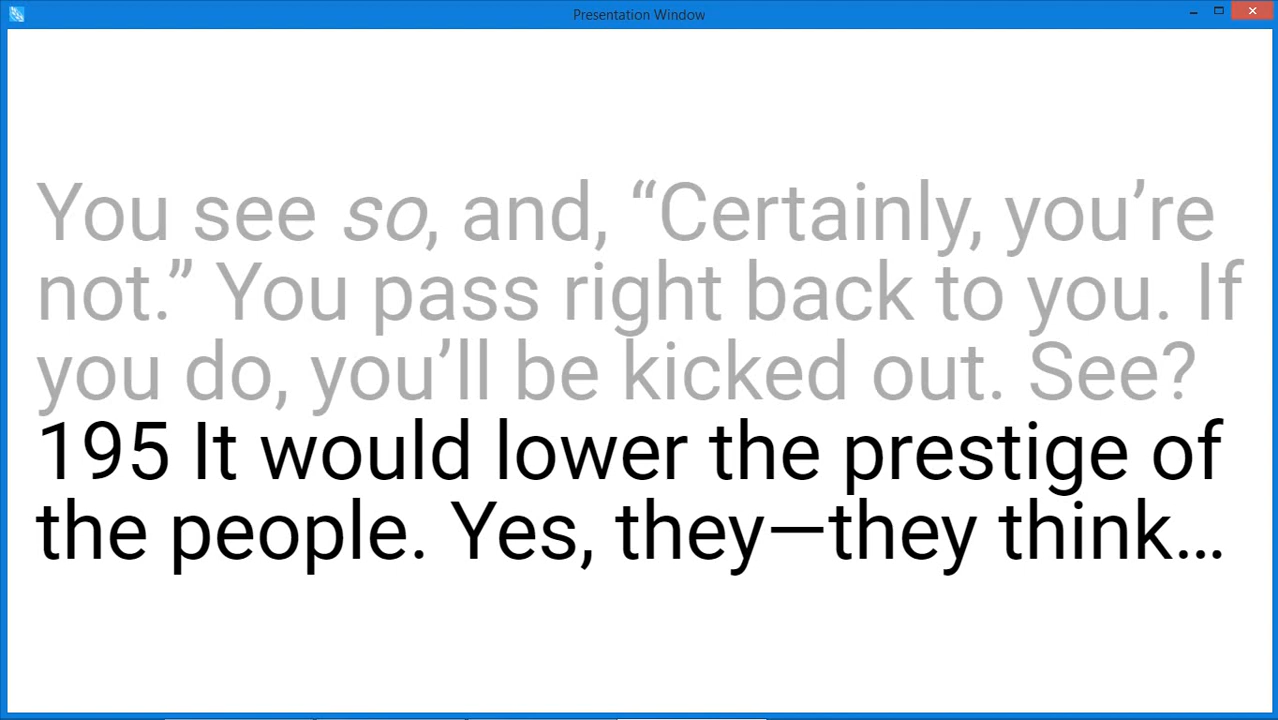 Presentation Window
You see so, and, “Certainly, you’re
not.” You pass right back to you. If
you do, you’ll be kicked out. See?
195 It would lower the prestige of
the people. Yes, they—they think…